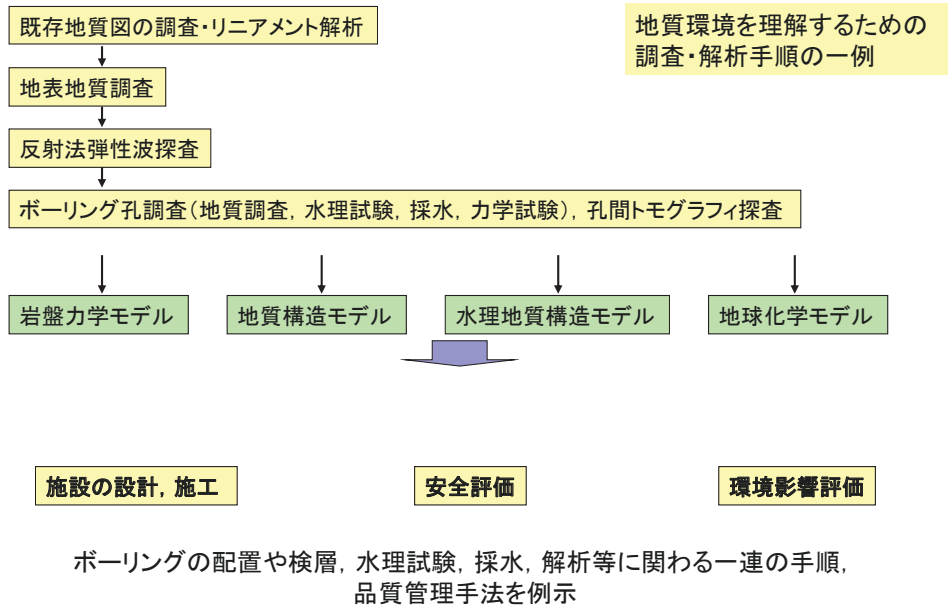 既存地質図の調査・リニアメント解析
地質環境を理解するための
調査・解析手順の一例
地表地質調査
反射法弾性波探査
ボーリング孔調査(地質調査, 水理試験, 採水, 力学試験), 孔間トモグラフィ探査
岩盤力学モデル
地質構造モデル
水理地質構造モデル
地球化学モデル
施設の設計, 施工
安全評価
環境影響評価
ボーリングの配置や検層, 水理試験, 採水, 解析等に関わる一連の手順,
品質管理手法を例示